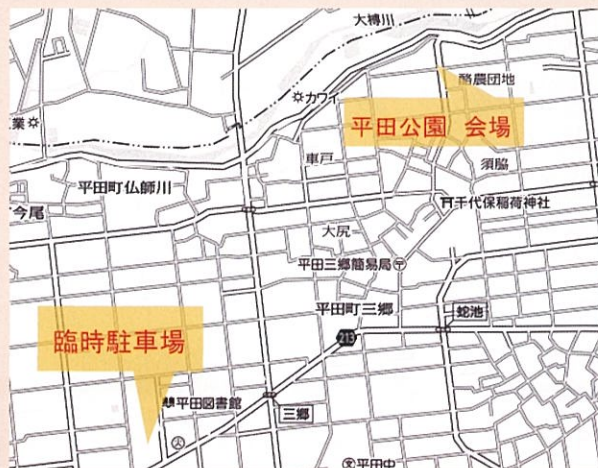 大榑川
酪農団地
カワイ
業
平田公園 会場
車戸
須脇
平田町仏師川
千代保稲荷神社
今尾
大尻
平田三郷簡易局
平田町三郷
蛇池
臨時駐車場
213
平田図書館
三郷
平田中